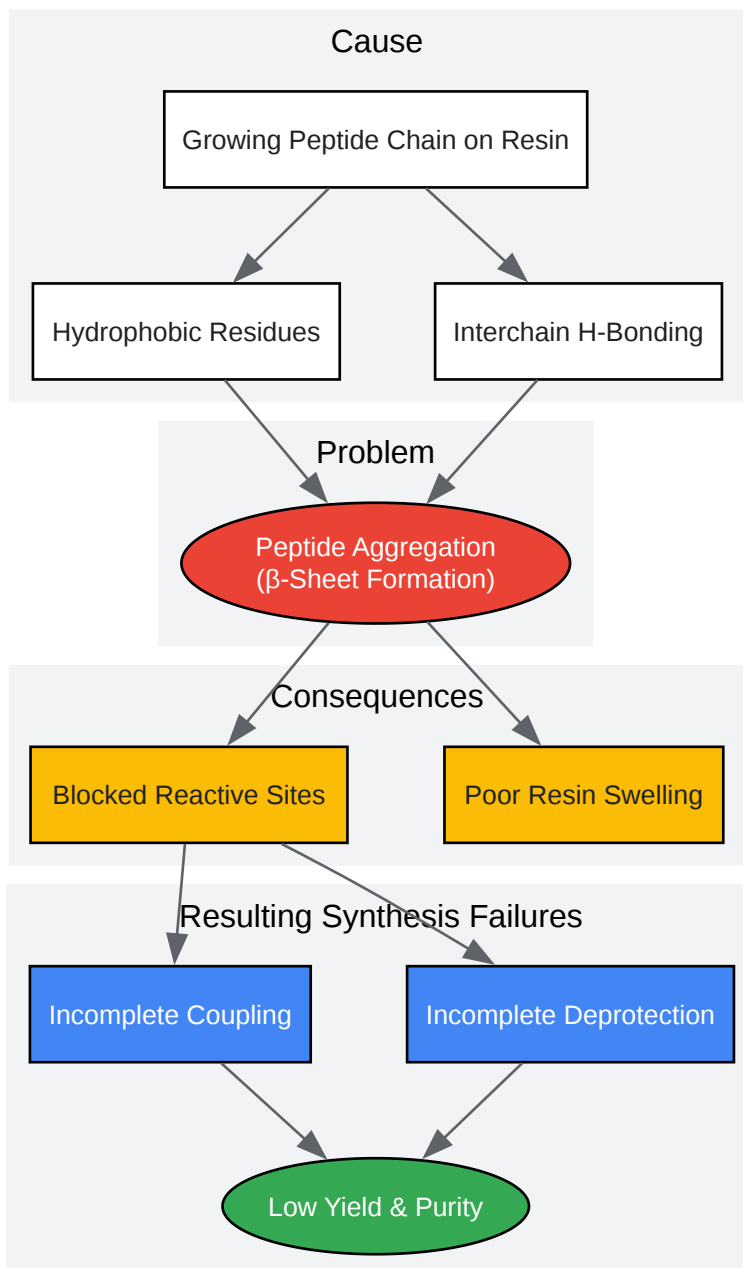 Cause
Growing Peptide Chain on Resin
Hydrophobic Residues
Interchain H-Bonding
Problem
Peptide Aggregation
(β-Sheet Formation)
Consequences
Blocked Reactive Sites
Poor Resin Swelling
Resulting Synthesis Failures
Incomplete Coupling
Incomplete Deprotection
Low Yield & Purity